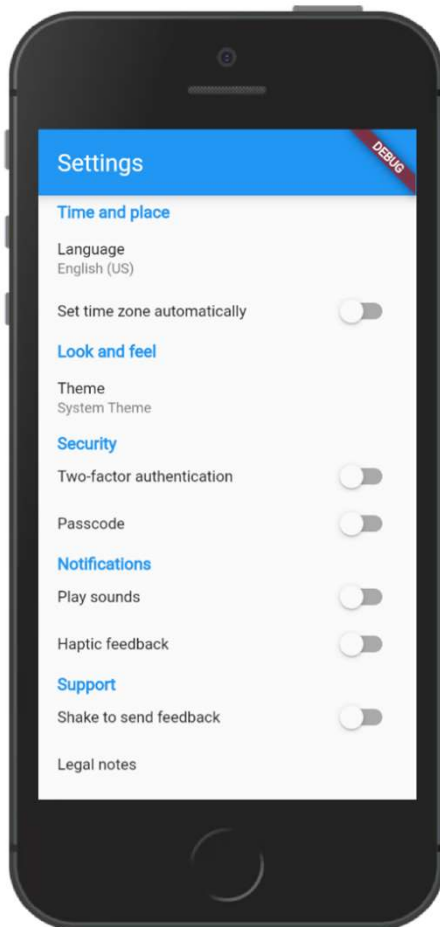 Settings
DEBUG
Time and place
Language
English (US)
Set time zone automatically
Look and feel
Theme
System Theme
Security
Two-factor authentication
Passcode
Notifications
Play sounds
Haptic feedback
Support
Shake to send feedback
Legal notes